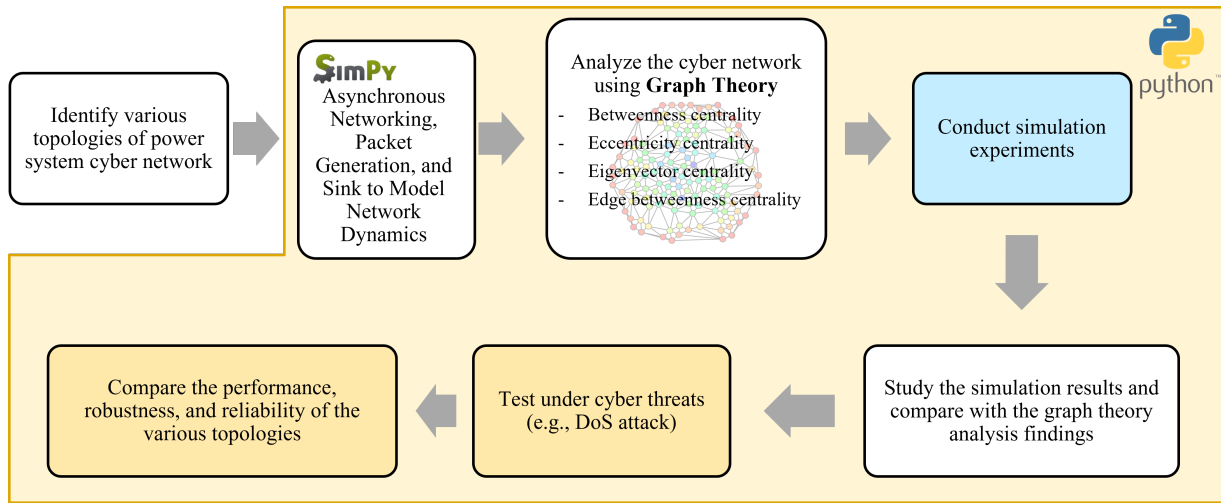 Identify various
topologies of power
system cyber network
SimPy
Asynchronous
Networking,
Packet
Generation, and
Sink to Model
Network
Dynamics
Analyze the cyber network
using Graph Theory
- Betweenness centrality
- Eccentricity centrality
- Eigenvector centrality
- Edge betweenness centrality
Conduct simulation
experiments
python™
Study the simulation results and
compare with the graph theory
analysis findings
Test under cyber threats
(e.g., DoS attack)
Compare the performance,
robustness, and reliability of the
various topologies